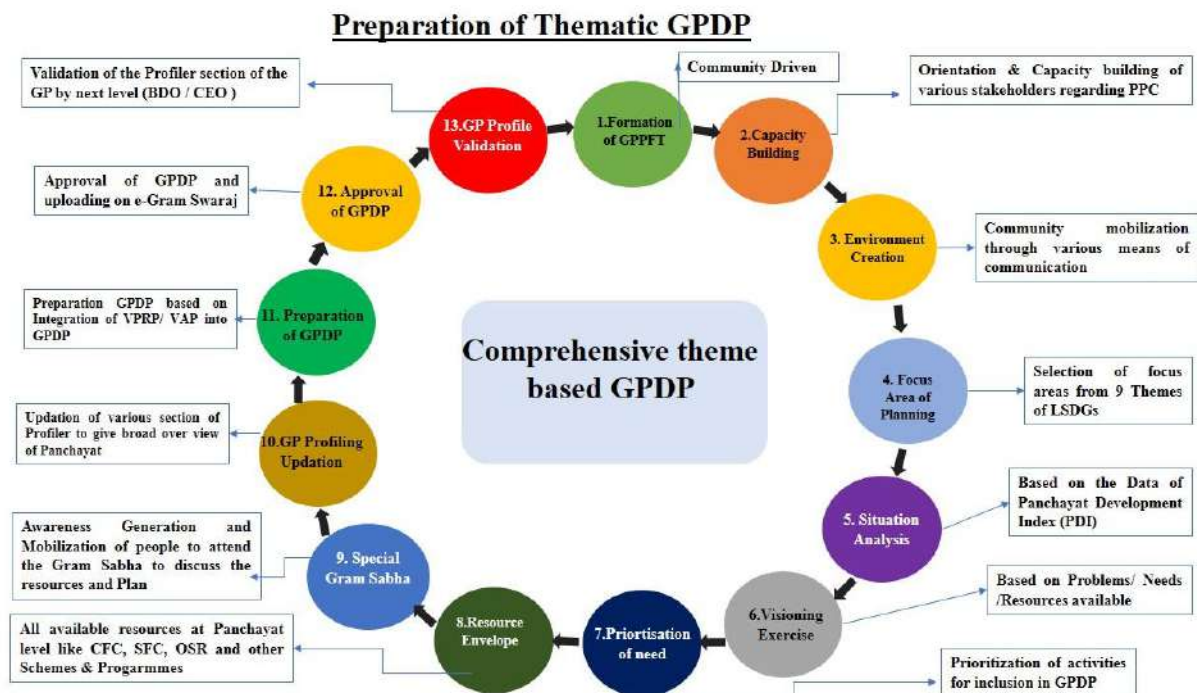 Preparation of Thematic GPDP
Community Driven
1.Formation
of GPPFT
Orientation & Capacity building of
various stakeholders regarding PPC
2.Capacity
Building
Community mobilization
through various means of
communication
3. Environment
Creation
Selection of focus
areas from 9 Themes
of LSDGs
4. Focus
Area of
Planning
Based on the Data of
Panchayat Development
Index (PDI)
5. Situation
Analysis
Based on Problems/ Needs
/Resources available
6.Visioning
Exercise
Prioritization of activities
for inclusion in GPDP
7.Prioritisation
of need
All available resources at Panchayat
level like CFC, SFC, OSR and other
Schemes & Progarmmes
8.Resource
Envelope
Awareness Generation and
Mobilization of people to attend
the Gram Sabha to discuss the
resources and Plan
9. Special
Gram Sabha
Updation of various section of
Profiler to give broad over view
of Panchayat
10.GP Profiling
Updation
Preparation GPDP based on
Integration of VPRP/ VAP into
GPDP
11. Preparation
of GPDP
Approval of GPDP and
uploading on e-Gram Swaraj
12. Approval
of GPDP
Validation of the Profiler section of the
GP by next level (BDO / CEO )
13.GP Profile
Validation
Comprehensive theme
based GPDP